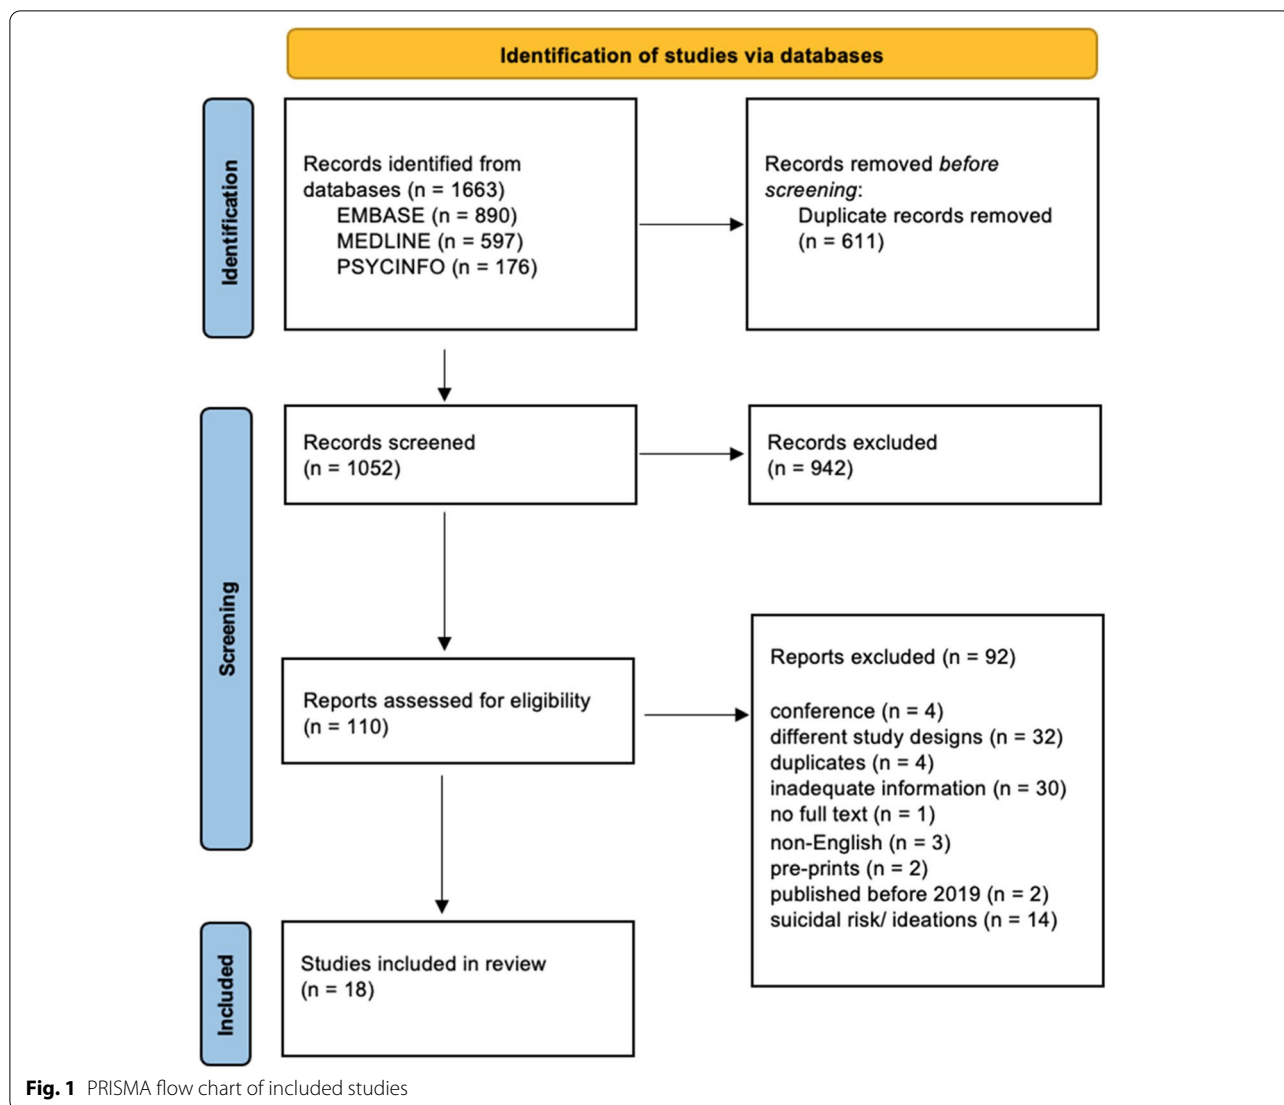 Identification of studies via databases
Identification
Records identified from
databases (n = 1663)
EMBASE (n = 890)
MEDLINE (n = 597)
PSYCINFO (n = 176)
Records removed before
screening:
Duplicate records removed
(n = 611)
Screening
Records screened
(n = 1052)
Records excluded
(n = 942)
Reports assessed for eligibility
(n = 110)
Reports excluded (n = 92)
conference (n = 4)
different study designs (n = 32)
duplicates (n = 4)
inadequate information (n = 30)
no full text (n = 1)
non-English (n = 3)
pre-prints (n = 2)
published before 2019 (n = 2)
suicidal risk/ ideations (n = 14)
Included
Studies included in review
(n = 18)
Fig. 1 PRISMA flow chart of included studies